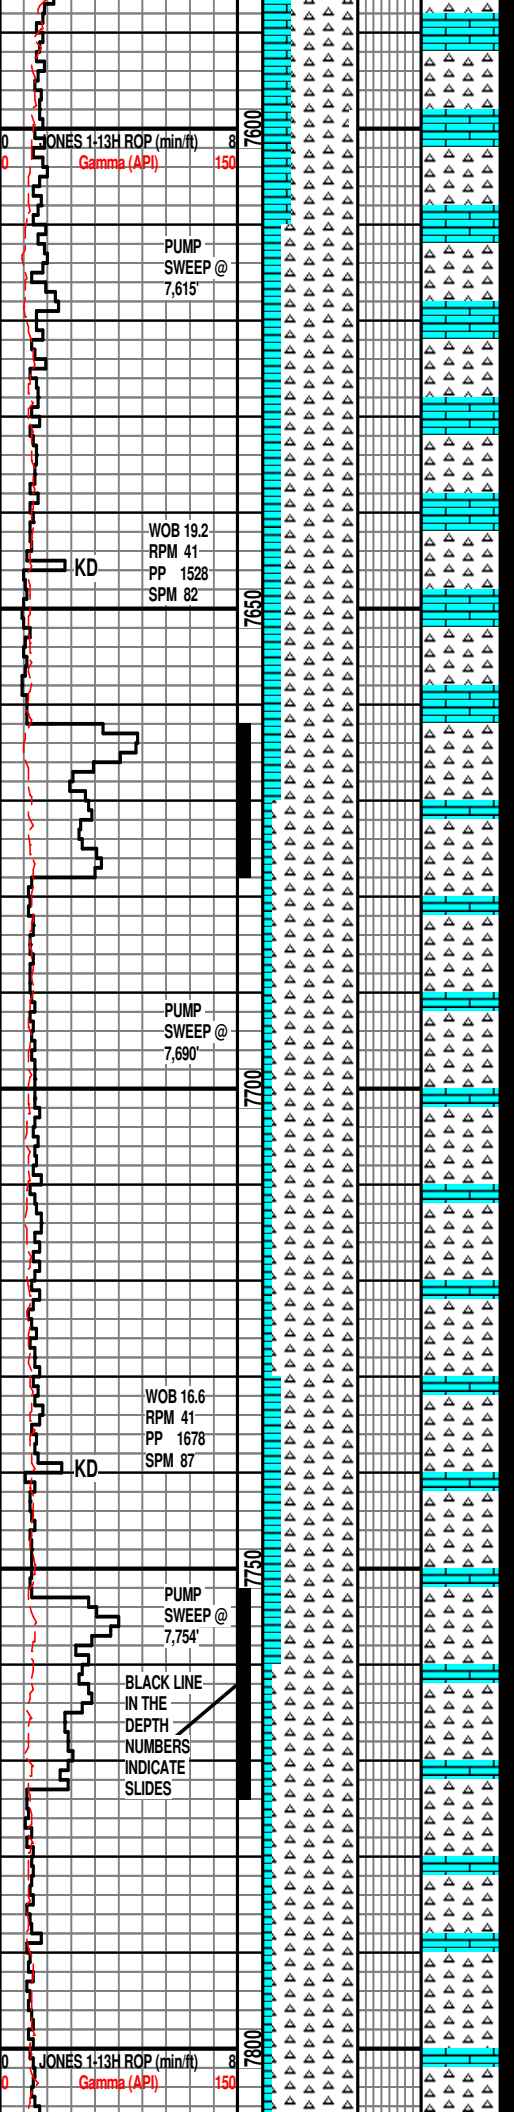 7600
0 JONES 1-13H ROP (min/ft) 8
0 Gamma (API) 150
PUMP
SWEEP @
7,615'
WOB 19.2
RPM 41
PP 1528
SPM 82
KD
7650
PUMP
SWEEP @
7,690'
7700
WOB 16.6
RPM 41
PP 1678
SPM 87
KD
7750
PUMP
SWEEP @
7,754'
BLACK LINE
IN THE
DEPTH
NUMBERS
INDICATE
SLIDES
7800
0 JONES 1-13H ROP (min/ft) 8
0 Gamma (API) 150